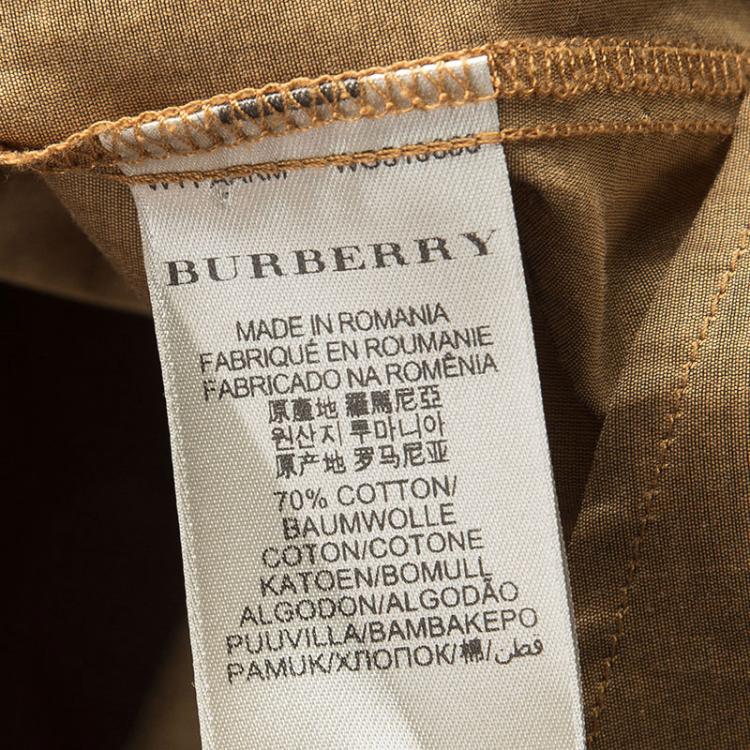 BURBERRY
MADE IN ROMANIA
FABRIQUÉ EN ROUMANIE
FABRICADO NA ROMÊNIA
原產地 羅馬尼亞
원산지 루마니아
原产地 罗马尼亚
70% COTTON/
BAUMWOLLE
COTON/COTONE
KATOEN/BOMULL
ALGODON/ALGODÃO
PUUVILLA/BAMBAKEPO
PAMUK/ХЛОПОК/棉/قطن/